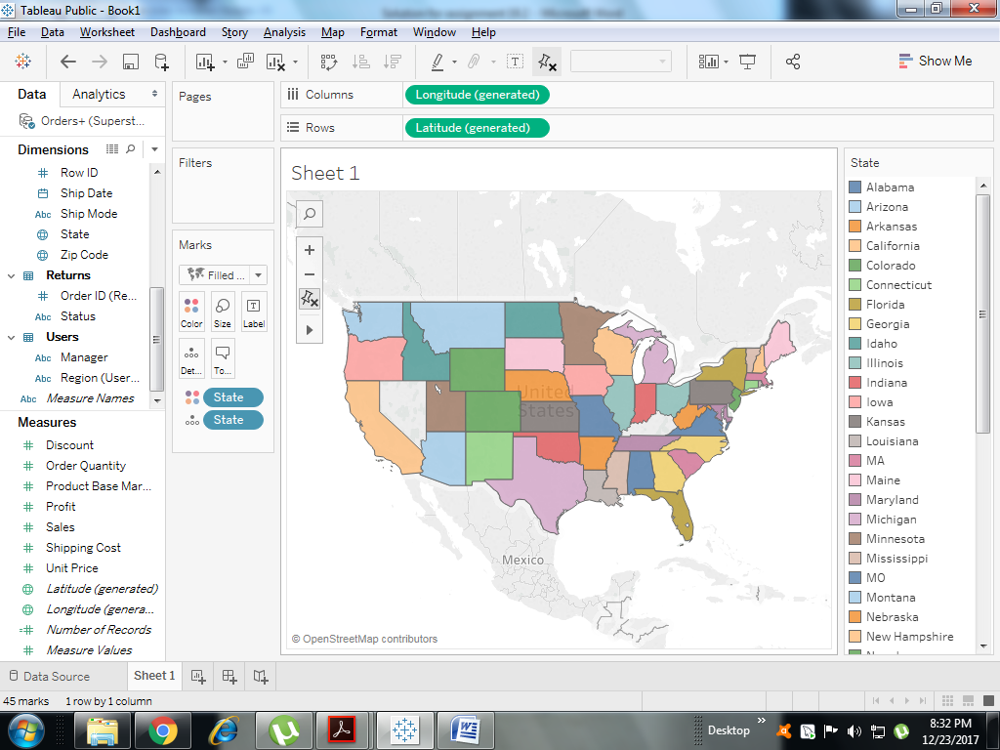 Tableau Public - Book1
File Data Worksheet Dashboard Story Analysis Map Format Window Help
Show Me
Data Analytics
Orders+ (Superst...
Dimensions
Row ID
Ship Date
Abc Ship Mode
State
Zip Code
Returns
Order ID (Re...
Abc Status
Users
Abc Manager
Abc Region (User...
Abc Measure Names
Measures
Discount
Order Quantity
Product Base Mar...
Profit
Sales
Shipping Cost
Unit Price
Latitude (generated)
Longitude (genera...
Number of Records
Measure Values
Pages
Filters
Marks
Filled ...
Color Size Label
Det... To...
State
State
Columns Longitude (generated)
Rows Latitude (generated)
Sheet 1
United
States
Mexico
© OpenStreetMap contributors
State
Alabama
Arizona
Arkansas
California
Colorado
Connecticut
Florida
Georgia
Idaho
Illinois
Indiana
Iowa
Kansas
Louisiana
MA
Maine
Maryland
Michigan
Minnesota
Mississippi
MO
Montana
Nebraska
New Hampshire
Data Source Sheet 1
45 marks 1 row by 1 column
Desktop
8:32 PM
12/23/2017